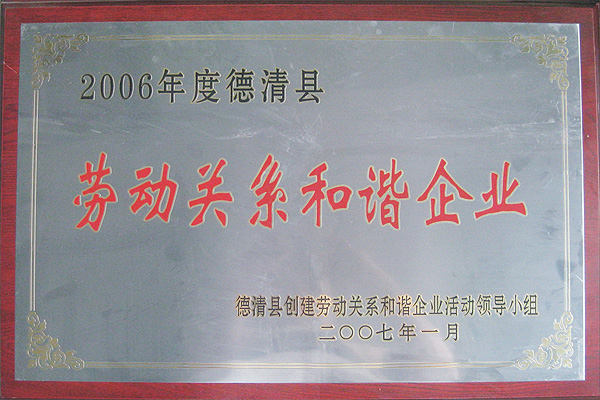 2006年度德清县
劳动关系和谐企业
德清县创建劳动关系和谐企业活动领导小组
二〇〇七年一月